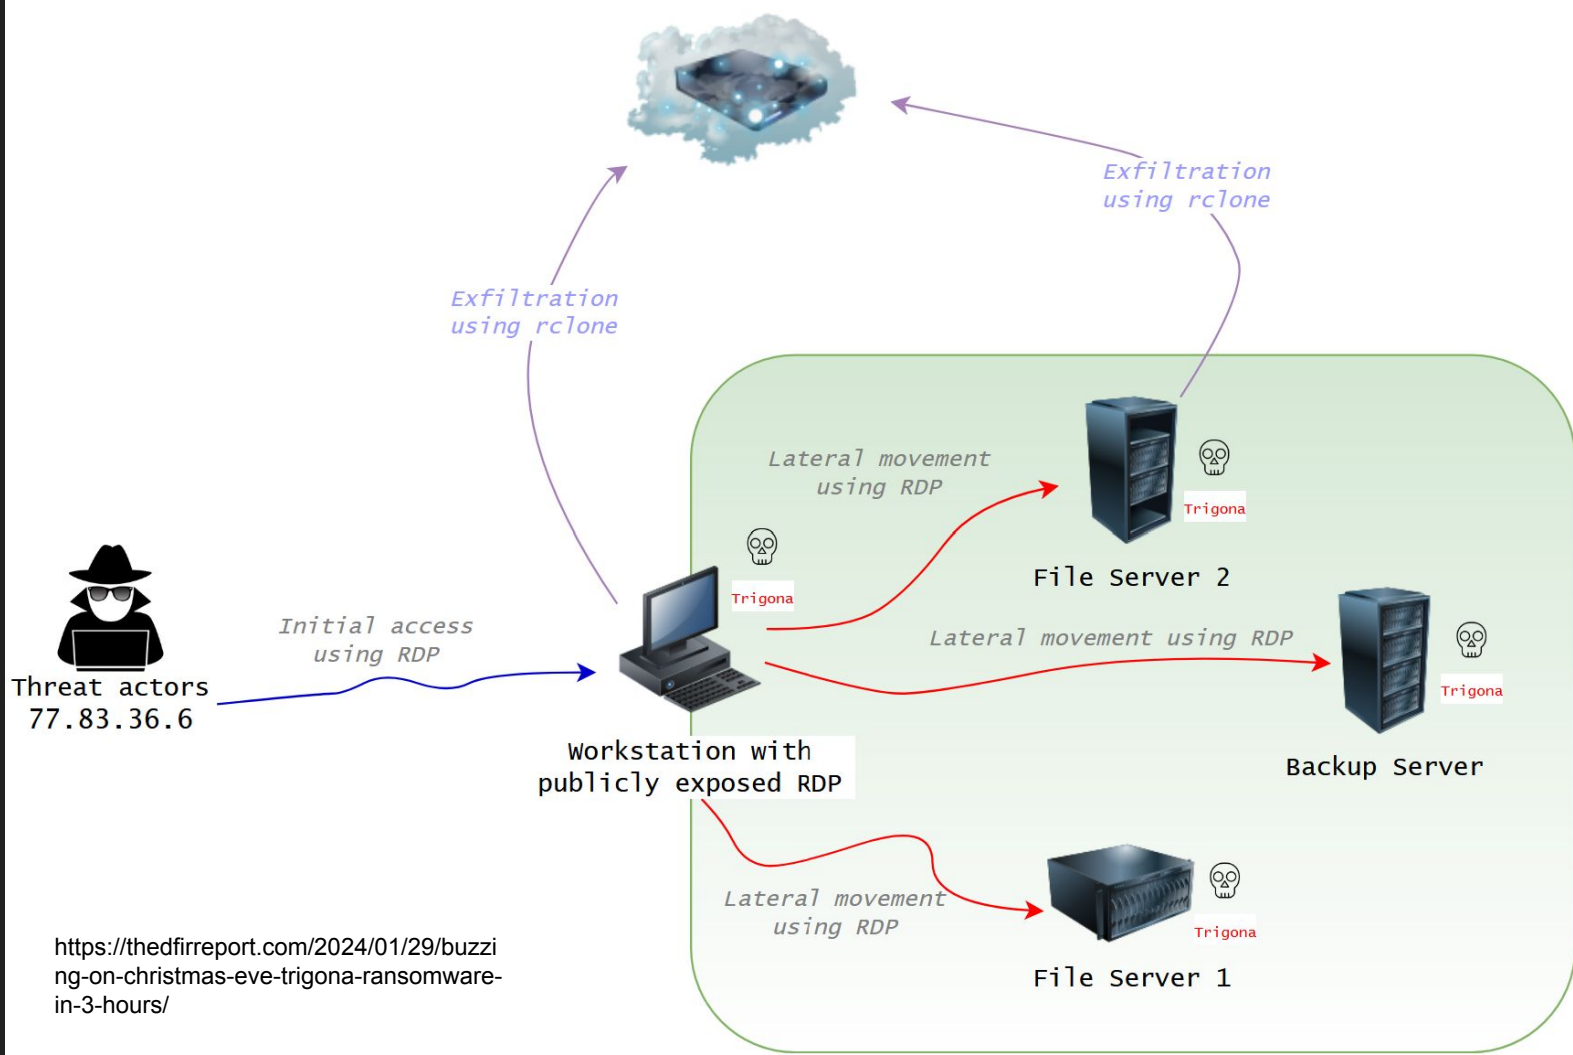 Exfiltration
using rclone
Exfiltration
using rclone
Lateral movement
using RDP
Trigona
File Server 2
Trigona
Initial access
using RDP
Lateral movement using RDP
Trigona
Threat actors
77.83.36.6
Workstation with
publicly exposed RDP
Backup Server
Lateral movement
using RDP
Trigona
File Server 1
https://thedfirreport.com/2024/01/29/buzzi
ng-on-christmas-eve-trigona-ransomware-
in-3-hours/